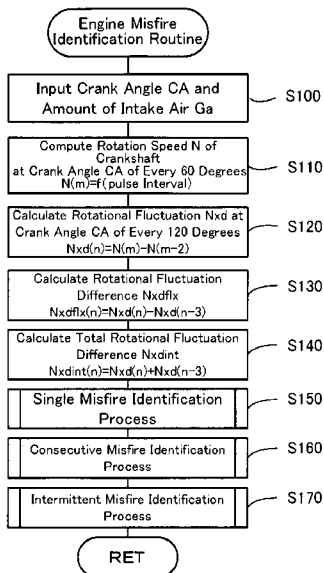 Engine Misfire
Identification Routine
Input Crank Angle CA and
Amount of Intake Air Ga
S100
Compute Rotation Speed N of
Crankshaft
at Crank Angle CA of Every 60 Degrees
N(m)=f(pulse Interval)
S110
Calculate Rotational Fluctuation Nxd at
Crank Angle CA of Every 120 Degrees
Nxd(n)=N(m)-N(m-2)
S120
Calculate Rotational Fluctuation
Difference Nxdflx
Nxdflx(n)=Nxd(n)-Nxd(n-3)
S130
Calculate Total Rotational Fluctuation
Difference Nxdint
Nxdint(n)=Nxd(n)+Nxd(n-3)
S140
Single Misfire Identification
Process
S150
Consecutive Misfire Identification
Process
S160
Intermittent Misfire Identification
Process
S170
RET